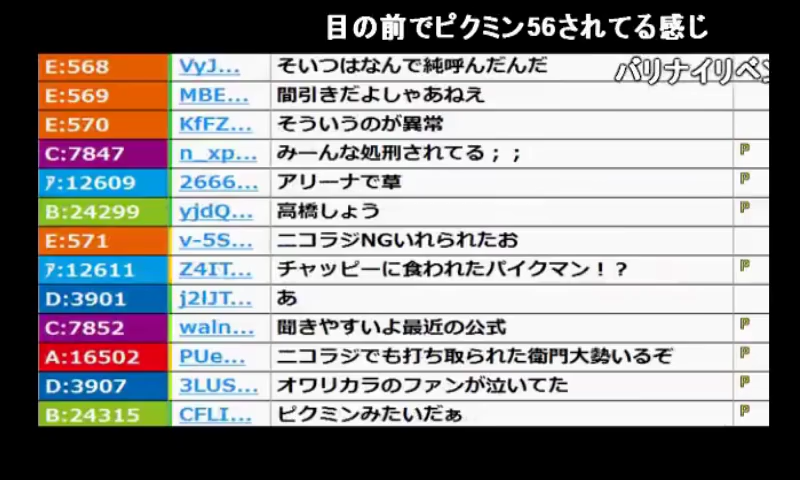 目の前でピクミン56されてる感じ
バリナイリベン
E:568 VyJ... そいつはなんで純呼んだんだ
E:569 MBE... 間引きだよしゃあねえ
E:570 KfFZ... そういうのが異常
C:7847 n_xp... みーんな処刑されてる；； P
ｱ:12609 2666... アリーナで草 P
B:24299 yjdQ... 高橋しょう P
E:571 v-5S... ニコラジNGいれられたお
ｱ:12611 Z4IT... チャッピーに食われたパイクマン！？ P
D:3901 j2lJT... あ
C:7852 waln... 聞きやすいよ最近の公式 P
A:16502 PUe... ニコラジでも打ち取られた衛門大勢いるぞ P
D:3907 3LUS... オワリカラのファンが泣いてた P
B:24315 CFLI... ピクミンみたいだぁ P